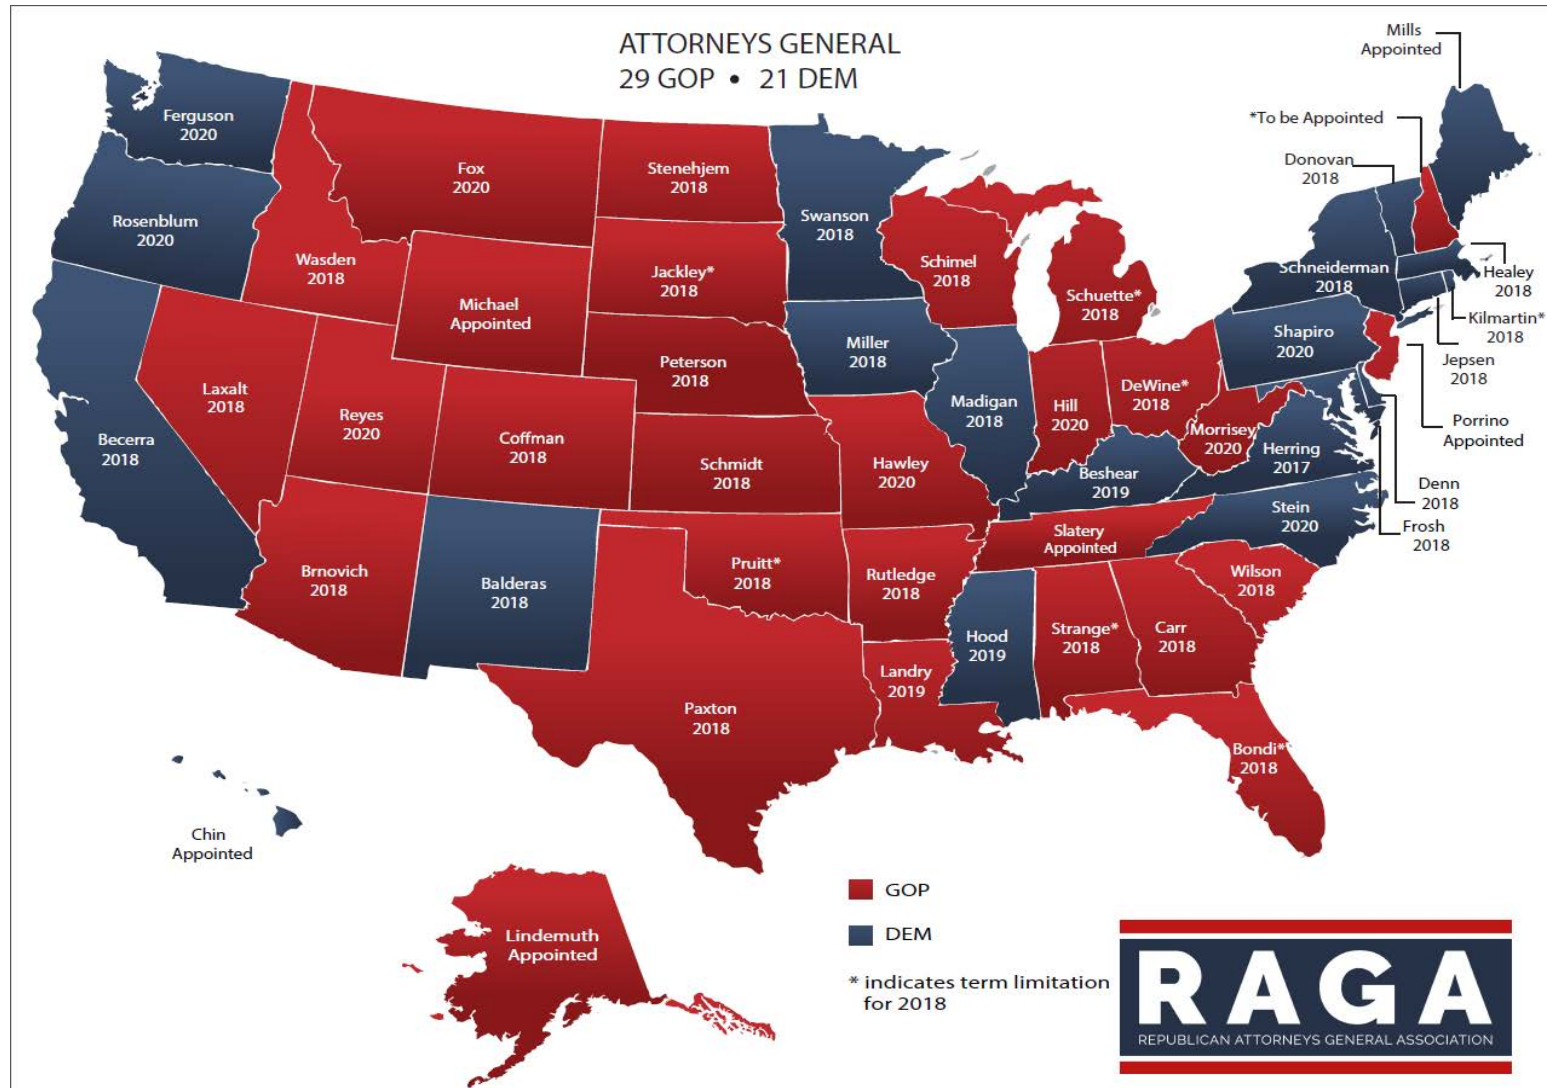 ATTORNEYS GENERAL
29 GOP • 21 DEM
Mills
Appointed
*To be Appointed
Donovan
2018
Ferguson
2020
Fox
2020
Stenehjem
2018
Swanson
2018
Rosenblum
2020
Wasden
2018
Jackley*
2018
Schimel
2018
Schuette*
2018
Schneiderman
2018
Healey
2018
Kilmartin*
2018
Jepsen
2018
Michael
Appointed
Peterson
2018
Miller
2018
Shapiro
2020
Laxalt
2018
Reyes
2020
Coffman
2018
Madigan
2018
Hill
2020
DeWine*
2018
Morrisey
2020
Herring
2017
Porrino
Appointed
Becerra
2018
Schmidt
2018
Hawley
2020
Beshear
2019
Denn
2018
Frosh
2018
Stein
2020
Slatery
Appointed
Brnovich
2018
Balderas
2018
Pruitt*
2018
Rutledge
2018
Wilson
2018
Hood
2019
Strange*
2018
Carr
2018
Landry
2019
Paxton
2018
Bondi*
2018
Chin
Appointed
Lindemuth
Appointed
GOP
DEM
* indicates term limitation
for 2018
RAGA
REPUBLICAN ATTORNEYS GENERAL ASSOCIATION